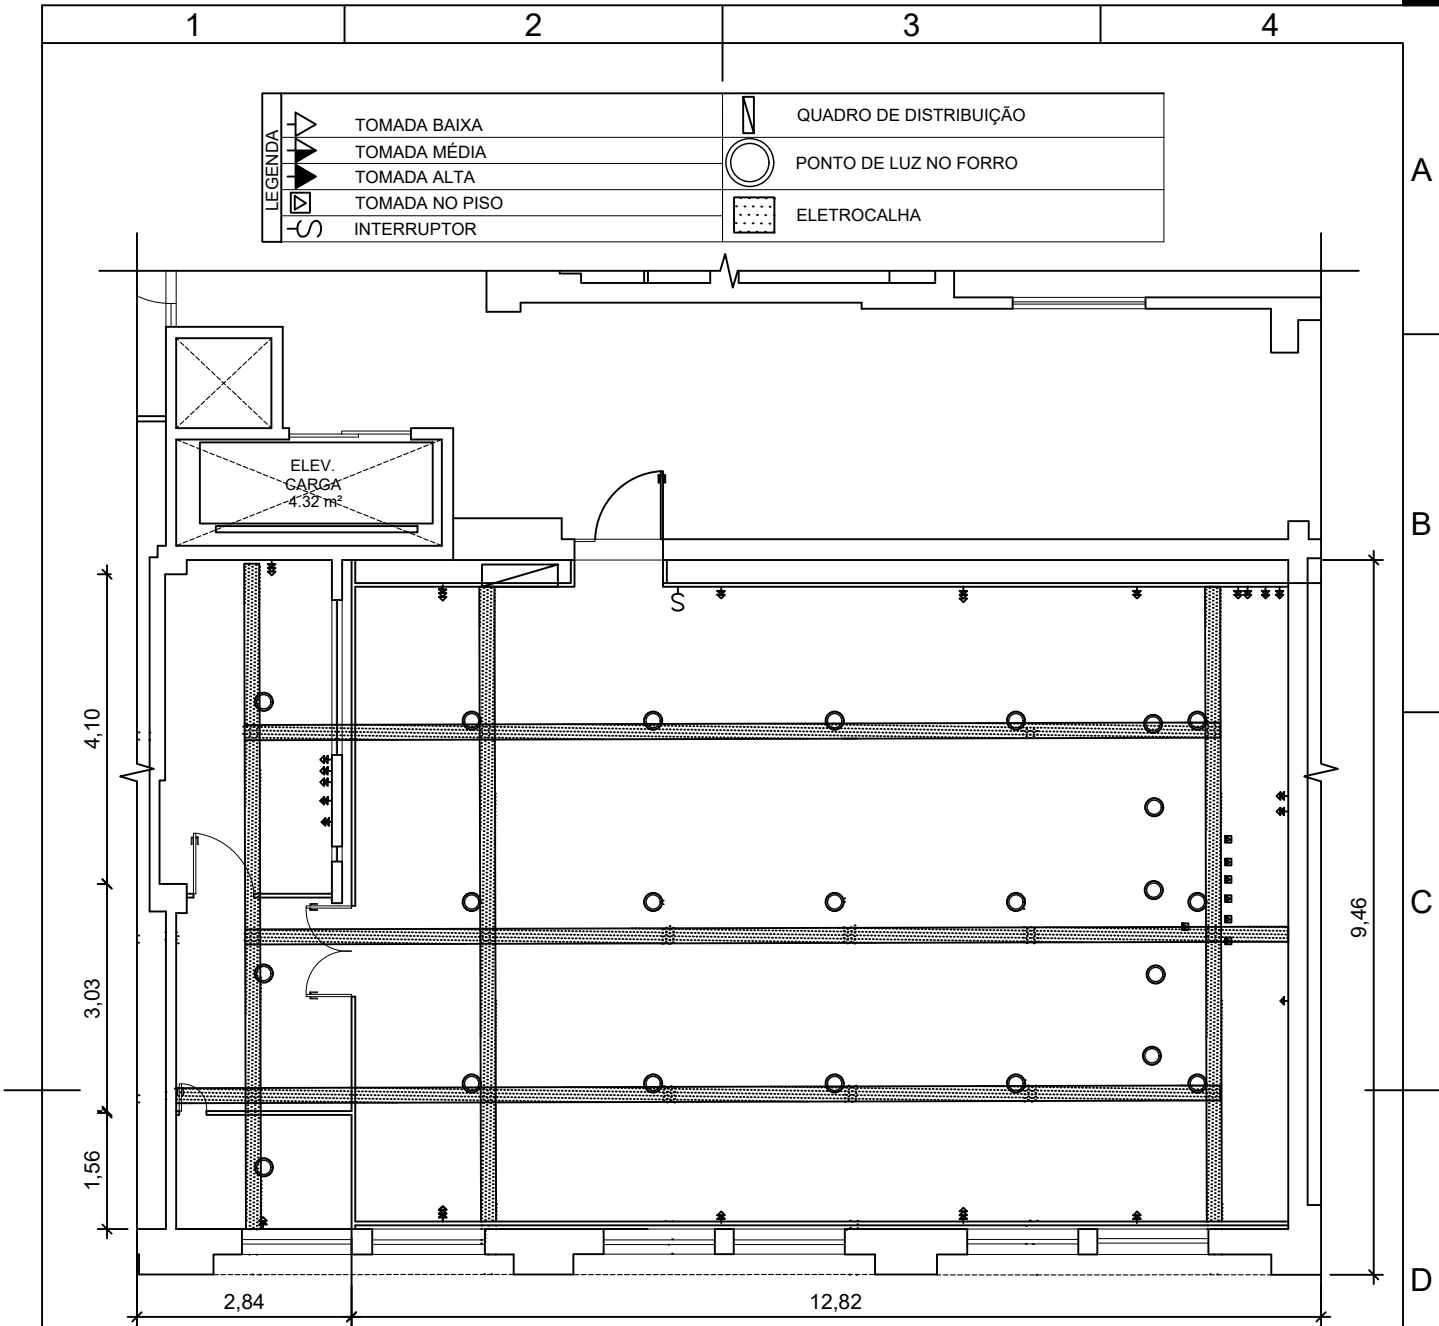 1
2
3
4
LEGENDA
TOMADA BAIXA
TOMADA MÉDIA
TOMADA ALTA
TOMADA NO PISO
INTERRUPTOR
QUADRO DE DISTRIBUIÇÃO
PONTO DE LUZ NO FORRO
ELETROCALHA
A
B
C
D
ELEV.
CARGA
4.32 m²
S
4,10
3,03
1,56
9,46
2,84
12,82